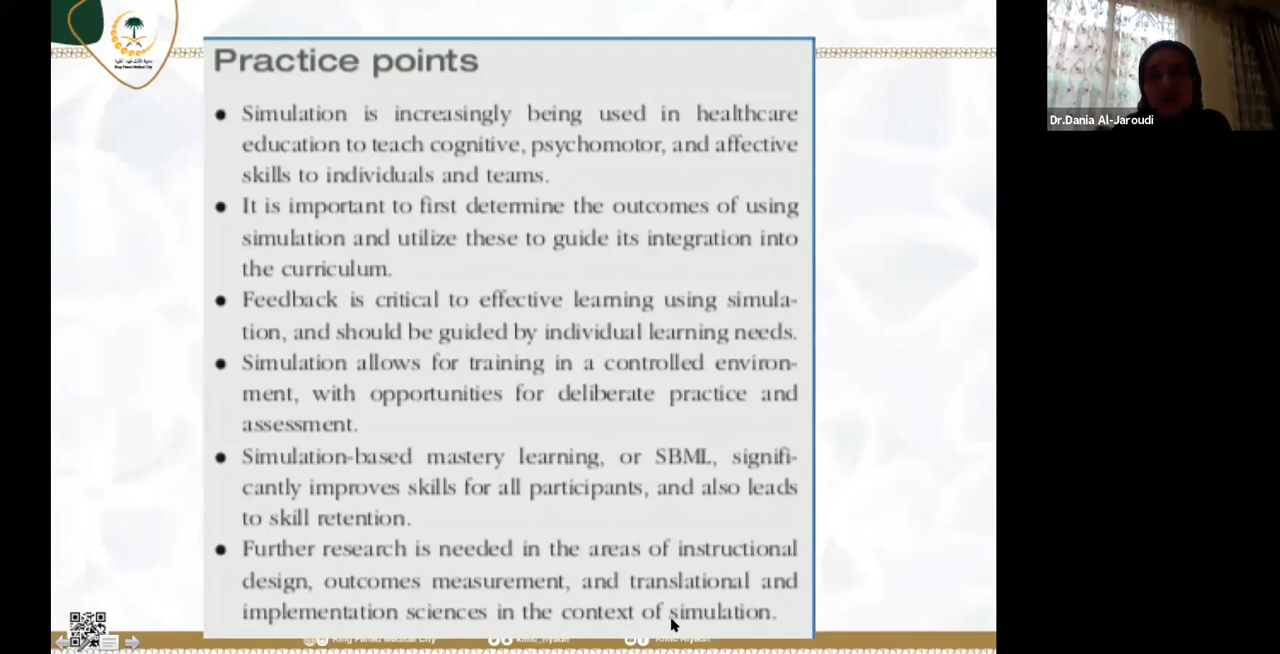 Practice points
• Simulation is increasingly being used in healthcare
education to teach cognitive, psychomotor, and affective
skills to individuals and teams.
• It is important to first determine the outcomes of using
simulation and utilize these to guide its integration into
the curriculum.
• Feedback is critical to effective learning using simula-
tion, and should be guided by individual learning needs.
• Simulation allows for training in a controlled environ-
ment, with opportunities for deliberate practice and
assessment.
• Simulation-based mastery learning, or SBML, signifi-
cantly improves skills for all participants, and also leads
to skill retention.
• Further research is needed in the areas of instructional
design, outcomes measurement, and translational and
implementation sciences in the context of simulation.
Dr.Dania Al-Jaroudi
King Fahad Medical City